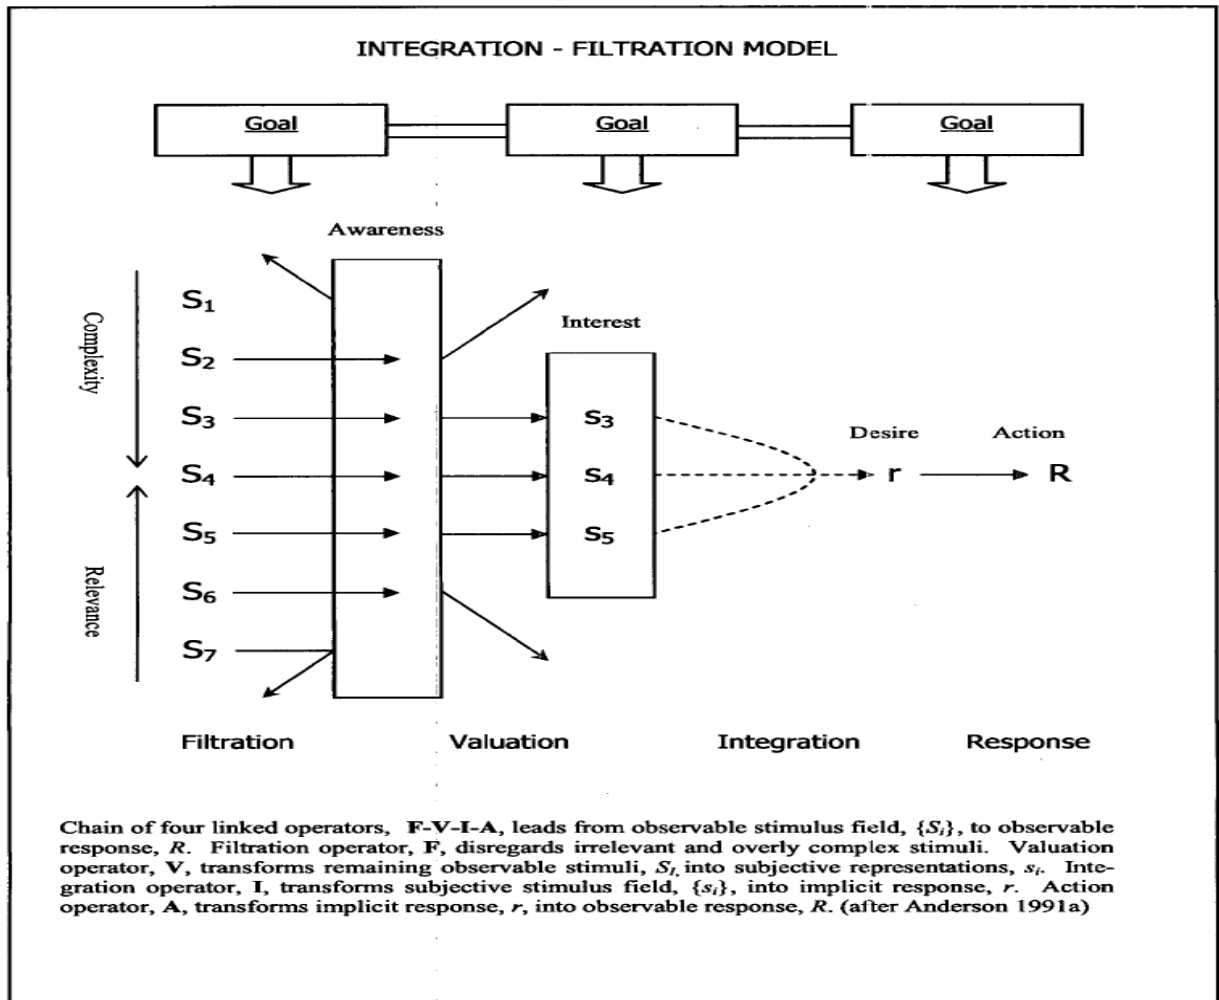 INTEGRATION - FILTRATION MODEL
Goal
Goal
Goal
Awareness
Interest
Desire
Action
Complexity
Relevance
S1
S2
S3
S4
S5
S6
S7
s3
s4
s5
r
R
Filtration
Valuation
Integration
Response
Chain of four linked operators, F-V-I-A, leads from observable stimulus field, {Si}, to observable
response, R. Filtration operator, F, disregards irrelevant and overly complex stimuli. Valuation
operator, V, transforms remaining observable stimuli, SI, into subjective representations, si. Inte-
gration operator, I, transforms subjective stimulus field, {si}, into implicit response, r. Action
operator, A, transforms implicit response, r, into observable response, R. (after Anderson 1991a)